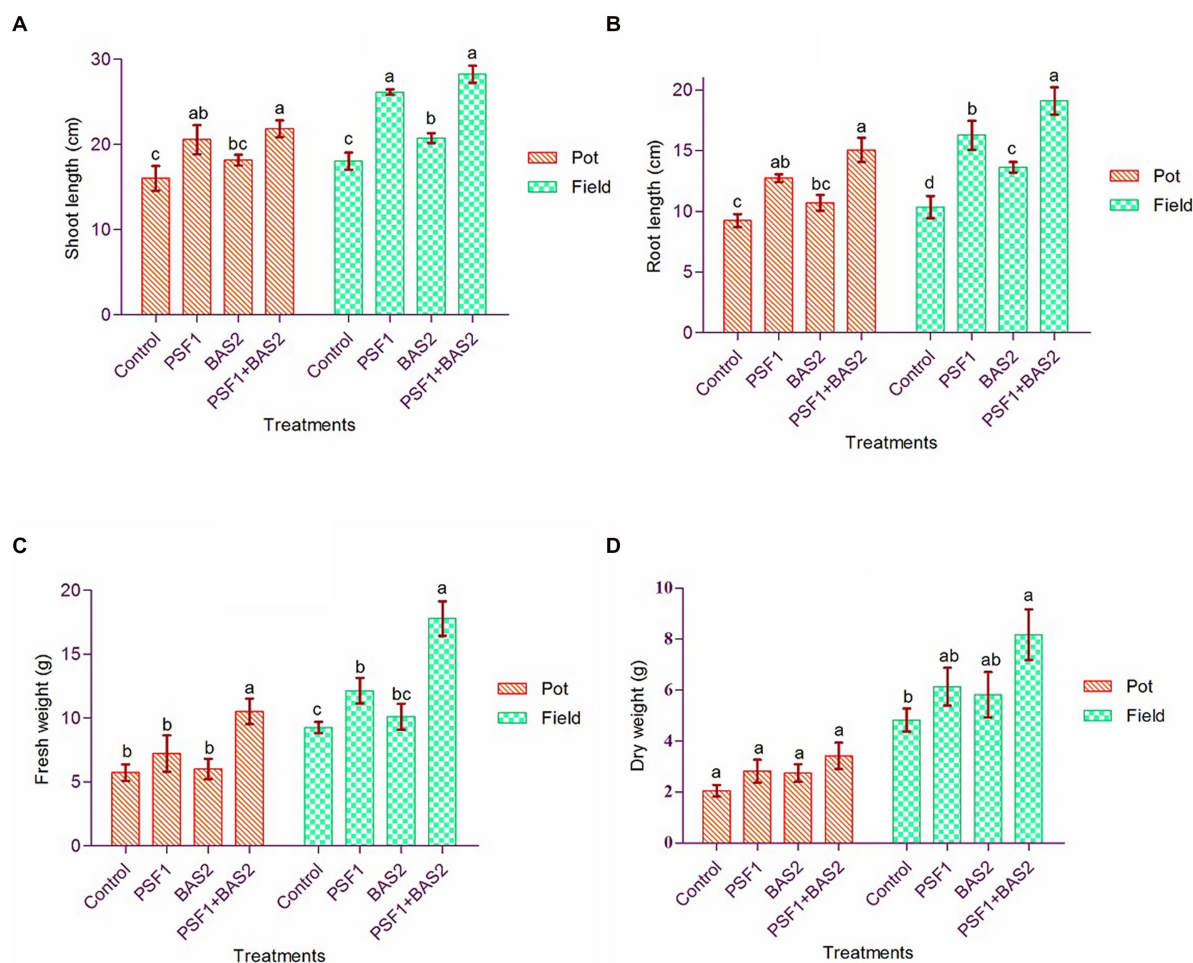 A
30
20
10
0
Shoot length (cm)
c
ab
bc
a
c
a
b
a
Control
PSF1
BAS2
PSF1+BAS2
Control
PSF1
BAS2
PSF1+BAS2
Treatments
Pot
Field
B
20
15
10
5
0
Root length (cm)
c
ab
bc
a
d
b
c
a
Control
PSF1
BAS2
PSF1+BAS2
Control
PSF1
BAS2
PSF1+BAS2
Treatments
Pot
Field
C
20
15
10
5
0
Fresh weight (g)
b
b
b
a
c
b
bc
a
Control
PSF1
BAS2
PSF1+BAS2
Control
PSF1
BAS2
PSF1+BAS2
Treatments
Pot
Field
D
10
8
6
4
2
0
Dry weight (g)
a
a
a
a
b
ab
ab
a
Control
PSF1
BAS2
PSF1+BAS2
Control
PSF1
BAS2
PSF1+BAS2
Treatments
Pot
Field